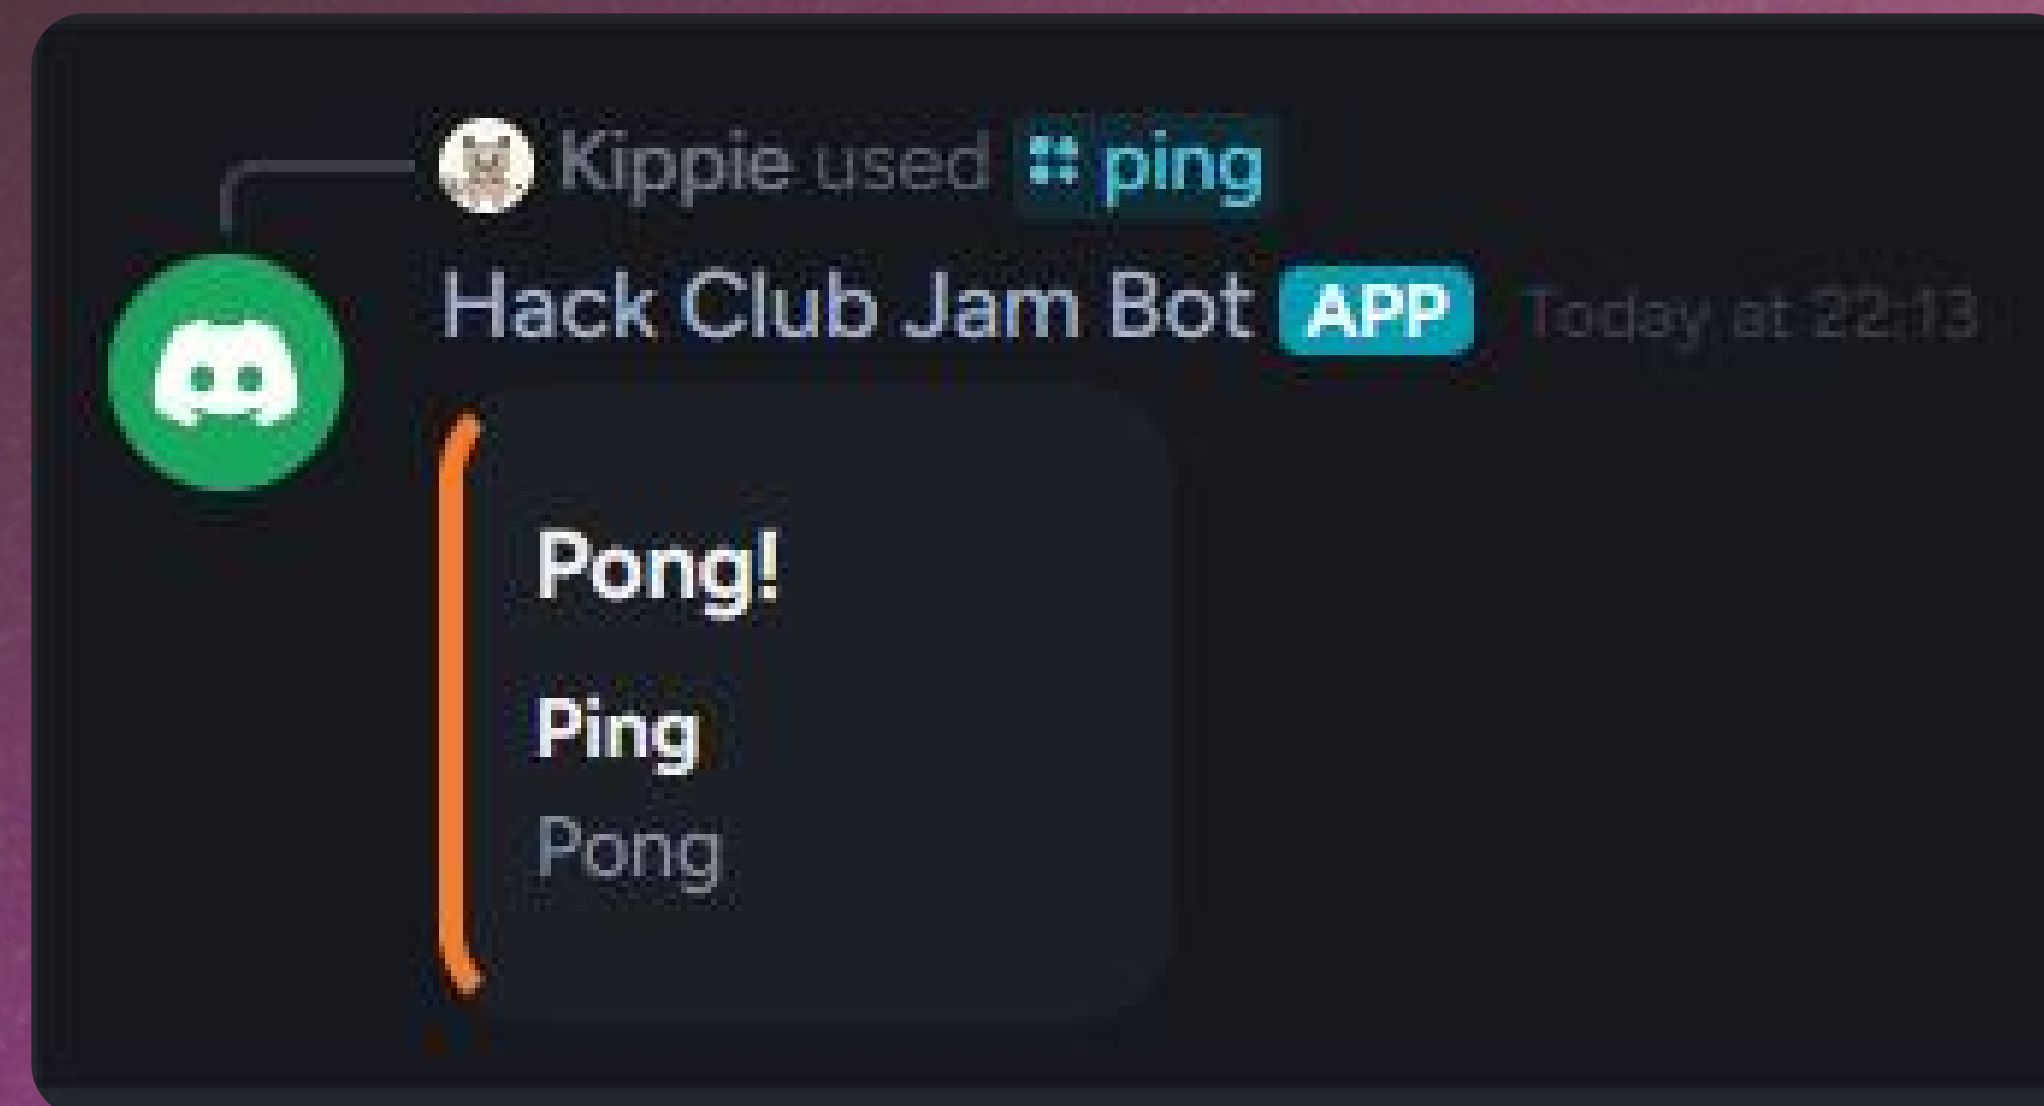 Kippie used ping
Hack Club Jam Bot APP Today at 22:13
Pong!
Ping
Pong